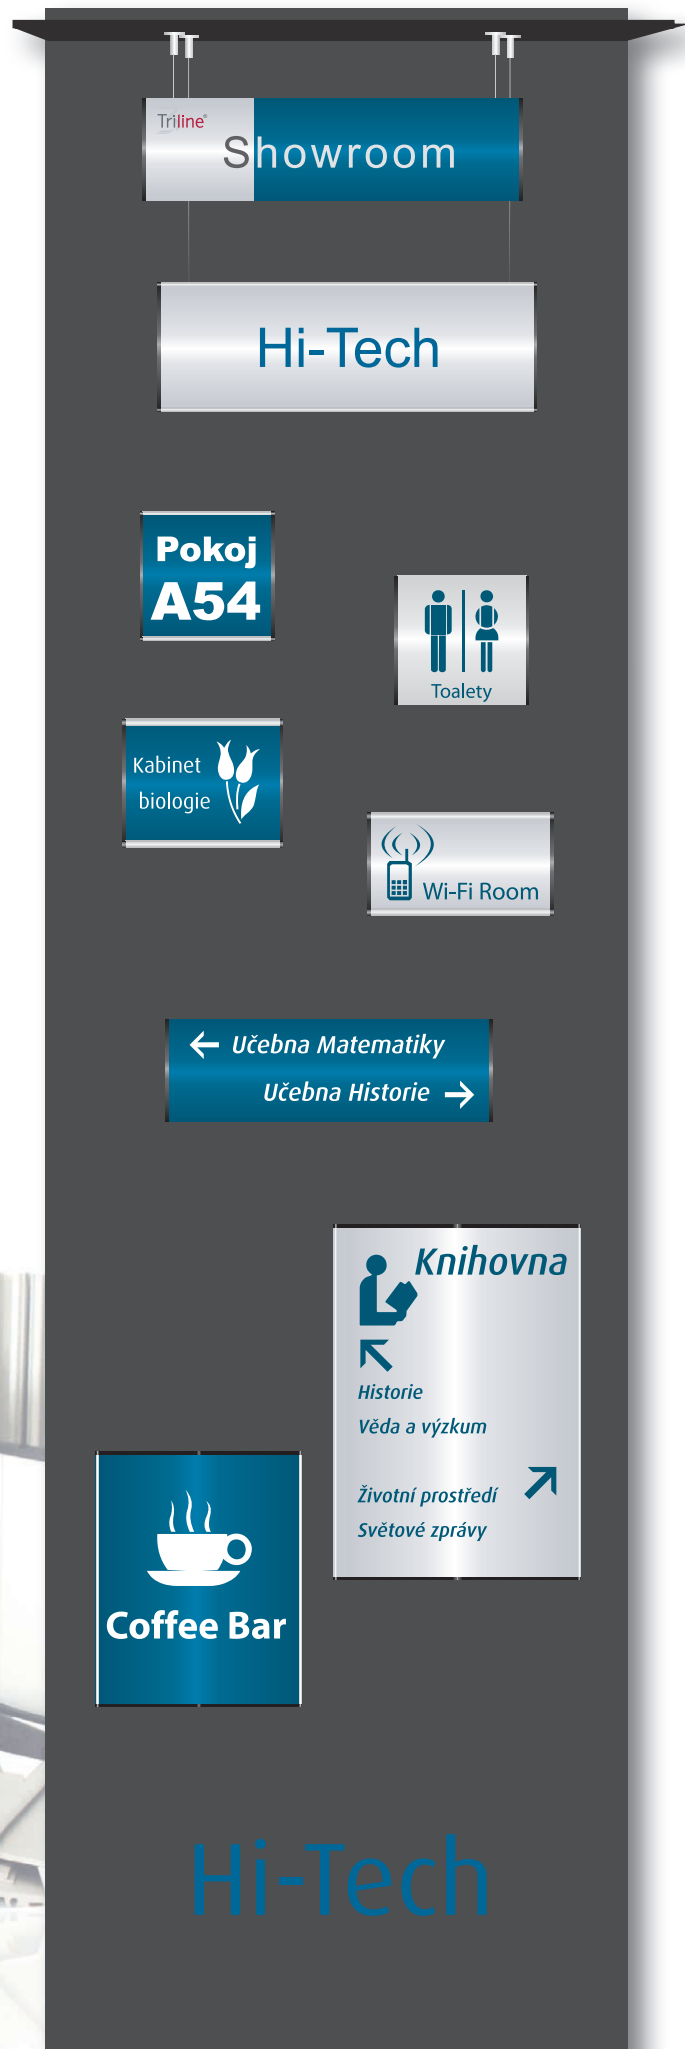 Triline®
Showroom
Hi-Tech
Pokoj
A54
Toalety
Kabinet
biologie
Wi-Fi Room
Učebna Matematiky
Učebna Historie
Knihovna
Historie
Věda a výzkum
Životní prostředí
Světové zprávy
Coffee Bar
Hi-Tech